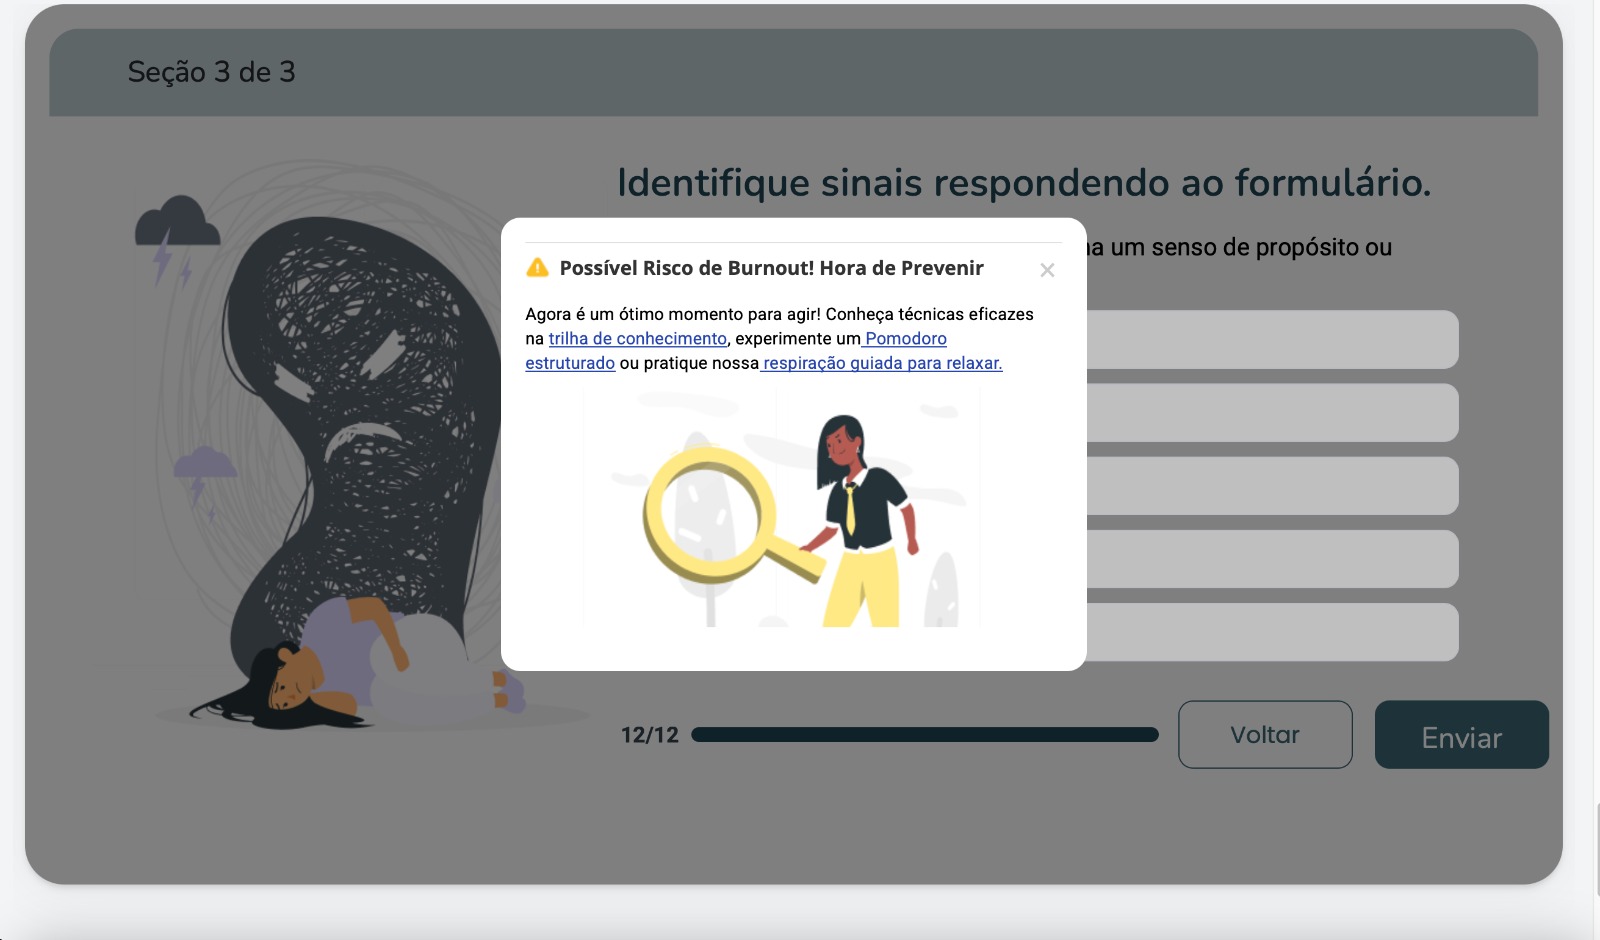 Seção 3 de 3
Identifique sinais respondendo ao formulário.
um senso de propósito ou
Possível Risco de Burnout! Hora de Prevenir
Agora é um ótimo momento para agir! Conheça técnicas eficazes
na trilha de conhecimento, experimente um Pomodoro
estruturado ou pratique nossa respiração guiada para relaxar.
12/12
Voltar
Enviar